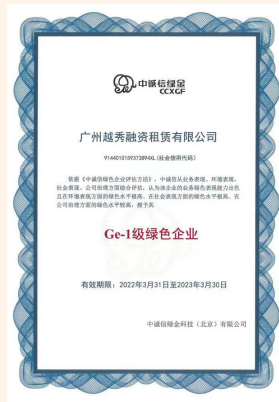 中诚信绿金
CCXGF
广州越秀融资租赁有限公司
9144010159373894XL（社会信用代码）
依据《中诚信绿色企业评估方法》，中诚信从业务表现、环境表现、
社会表现、公司治理方面综合评估，认为该企业的业务绿色表现能力出色
且在环境表现方面的绿色水平极高，在社会表现方面的绿色水平极高，在
公司治理方面的绿色水平较高，授予其
Ge-1级绿色企业
有效期限：2022年3月31日至2023年3月30日
中诚信绿金科技（北京）有限公司